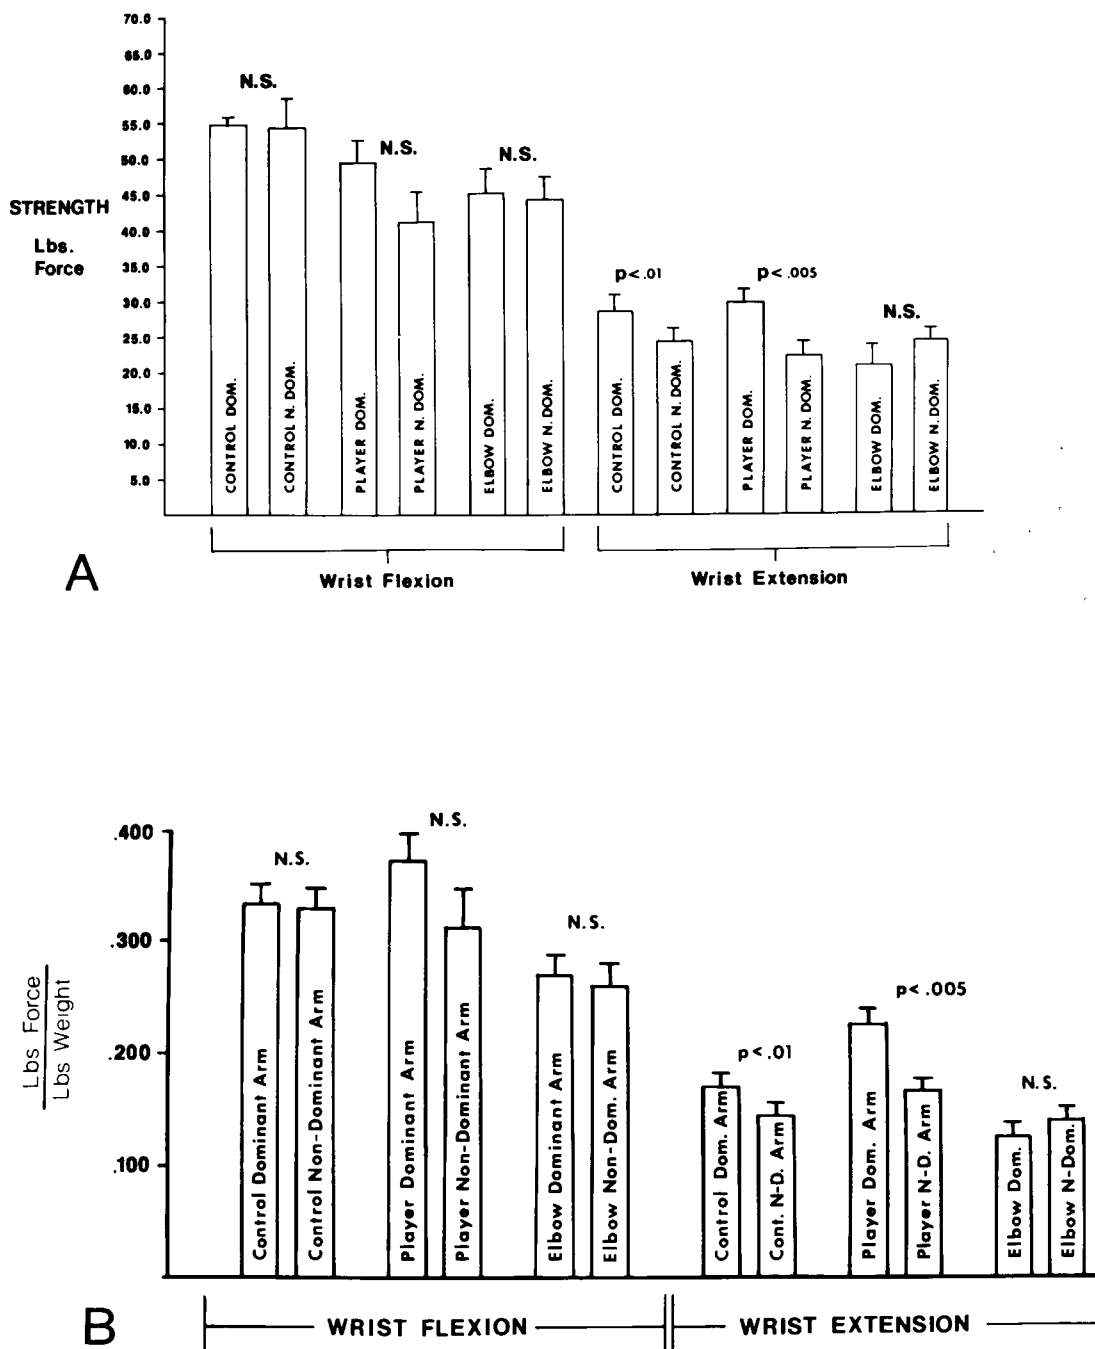 70.0
65.0
60.0
55.0
50.0
45.0
40.0
35.0
30.0
25.0
20.0
15.0
10.0
5.0
STRENGTH
Lbs.
Force
N.S.
N.S.
N.S.
p<.01
p<.005
N.S.
CONTROL DOM.
CONTROL N. DOM.
PLAYER DOM.
PLAYER N. DOM.
ELBOW DOM.
ELBOW N. DOM.
CONTROL DOM.
CONTROL N. DOM.
PLAYER DOM.
PLAYER N. DOM.
ELBOW DOM.
ELBOW N. DOM.
Wrist Flexion
Wrist Extension
A
.400
.300
.200
.100
Lbs Force
Lbs Weight
N.S.
N.S.
N.S.
p<.01
p<.005
N.S.
Control Dominant Arm
Control Non-Dominant Arm
Player Dominant Arm
Player Non-Dominant Arm
Elbow Dominant Arm
Elbow Non-Dom. Arm
Control Dom. Arm
Cont. N-D. Arm
Player Dom. Arm
Player N-D. Arm
Elbow Dom.
Elbow N-Dom.
WRIST FLEXION
WRIST EXTENSION
B